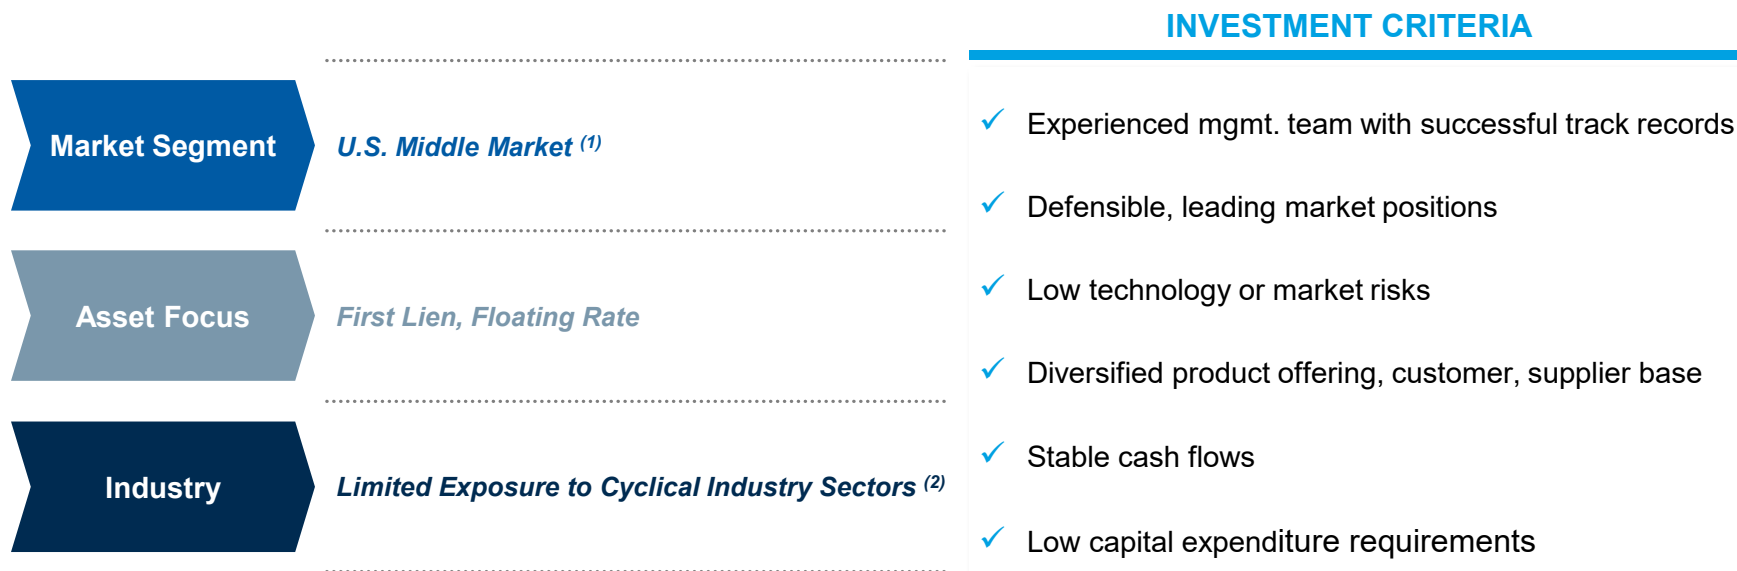 INVESTMENT CRITERIA
Market Segment
U.S. Middle Market (1)
Asset Focus
First Lien, Floating Rate
Industry
Limited Exposure to Cyclical Industry Sectors (2)
✓ Experienced mgmt. team with successful track records
✓ Defensible, leading market positions
✓ Low technology or market risks
✓ Diversified product offering, customer, supplier base
✓ Stable cash flows
✓ Low capital expenditure requirements